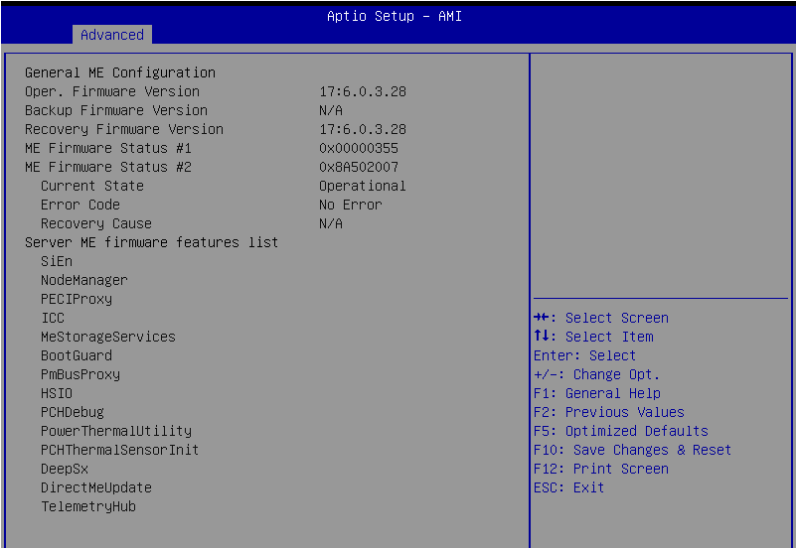 Aptio Setup – AMI
Advanced
General ME Configuration
Oper. Firmware Version 17:6.0.3.28
Backup Firmware Version N/A
Recovery Firmware Version 17:6.0.3.28
ME Firmware Status #1 0x00000355
ME Firmware Status #2 0x8A502007
Current State Operational
Error Code No Error
Recovery Cause N/A
Server ME firmware features list
SiEn
NodeManager
PECIProxy
ICC
MeStorageServices
BootGuard
PmBusProxy
HSIO
PCHDebug
PowerThermalUtility
PCHThermalSensorInit
DeepSx
DirectMeUpdate
TelemetryHub
→←: Select Screen
↑↓: Select Item
Enter: Select
+/-: Change Opt.
F1: General Help
F2: Previous Values
F5: Optimized Defaults
F10: Save Changes & Reset
F12: Print Screen
ESC: Exit